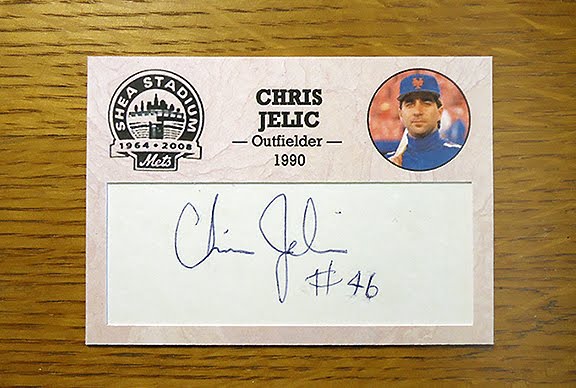 SHEA STADIUM
1964 • 2008
Mets
CHRIS
JELIC
— Outfielder —
1990
Chris Jelic
#46